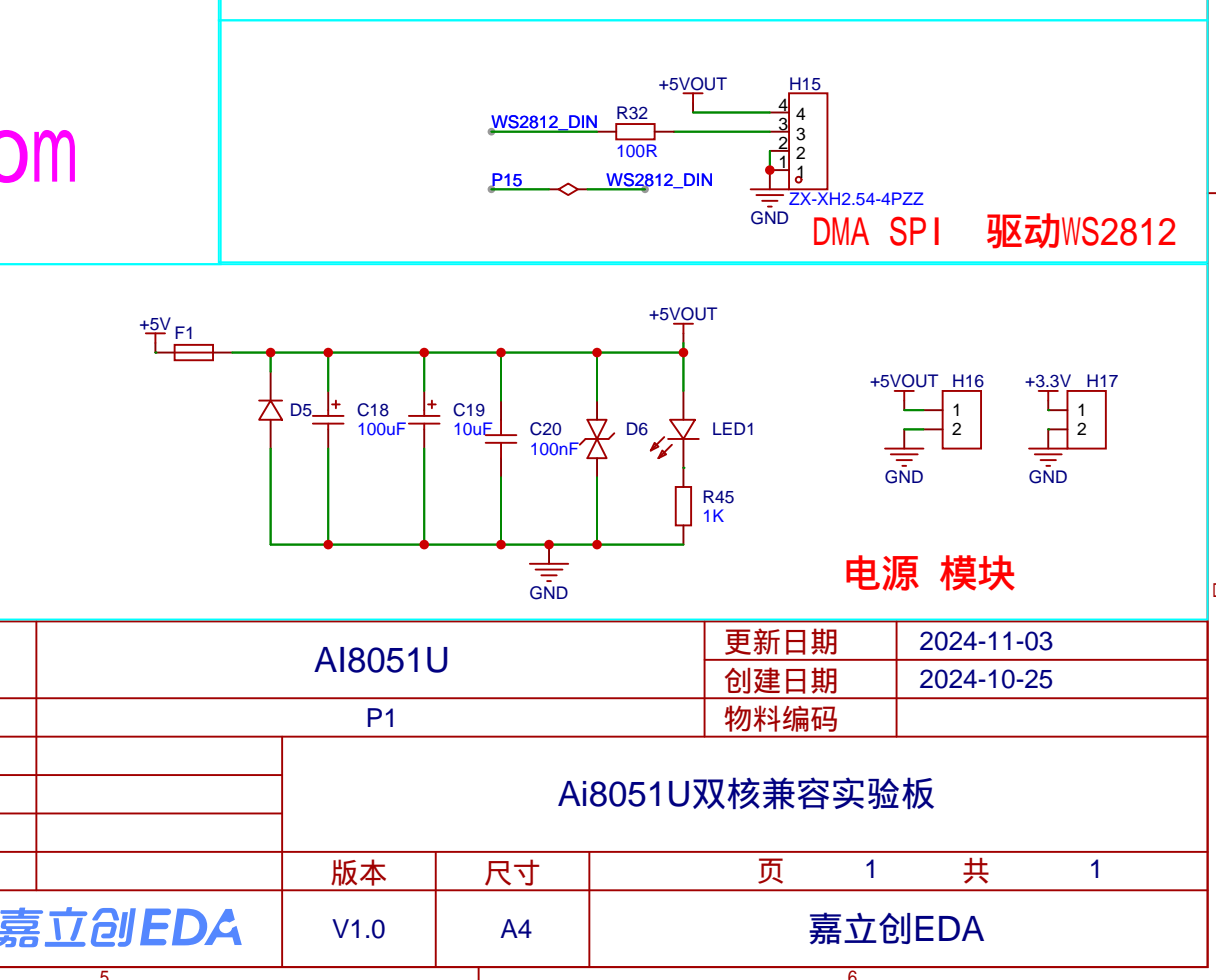 om
+5VOUT
H15
WS2812_DIN
R32
100R
4
3
2
1
4
3
2
1
P15
WS2812_DIN
ZX-XH2.54-4PZZ
GND
DMA SPI 驱动WS2812
+5V
F1
+5VOUT
D5
C18
100uF
C19
10uF
C20
100nF
D6
LED1
R45
1K
GND
+5VOUT
H16
1
2
GND
+3.3V
H17
1
2
GND
电源 模块
AI8051U
更新日期
2024-11-03
创建日期
2024-10-25
P1
物料编码
Ai8051U双核兼容实验板
版本
尺寸
页 1 共 1
嘉立创EDA
V1.0
A4
嘉立创EDA
5
6